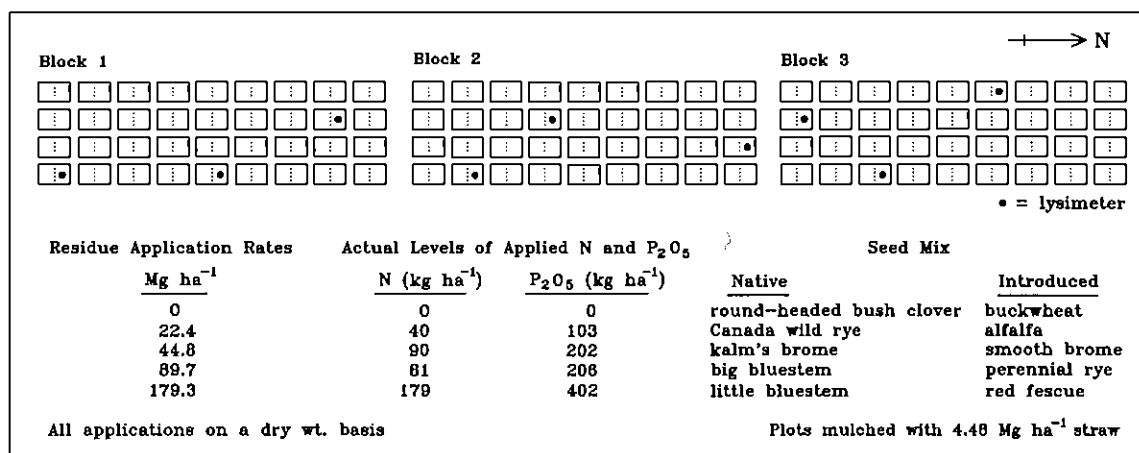 N
Block 1 Block 2 Block 3
• = lysimeter
Residue Application Rates Actual Levels of Applied N and P₂O₅ Seed Mix
Mg ha⁻¹ N (kg ha⁻¹) P₂O₅ (kg ha⁻¹) Native Introduced
0 0 0 round-headed bush clover buckwheat
22.4 40 103 Canada wild rye alfalfa
44.8 90 202 kalm's brome smooth brome
89.7 81 206 big bluestem perennial rye
179.3 179 402 little bluestem red fescue
All applications on a dry wt. basis Plots mulched with 4.48 Mg ha⁻¹ straw